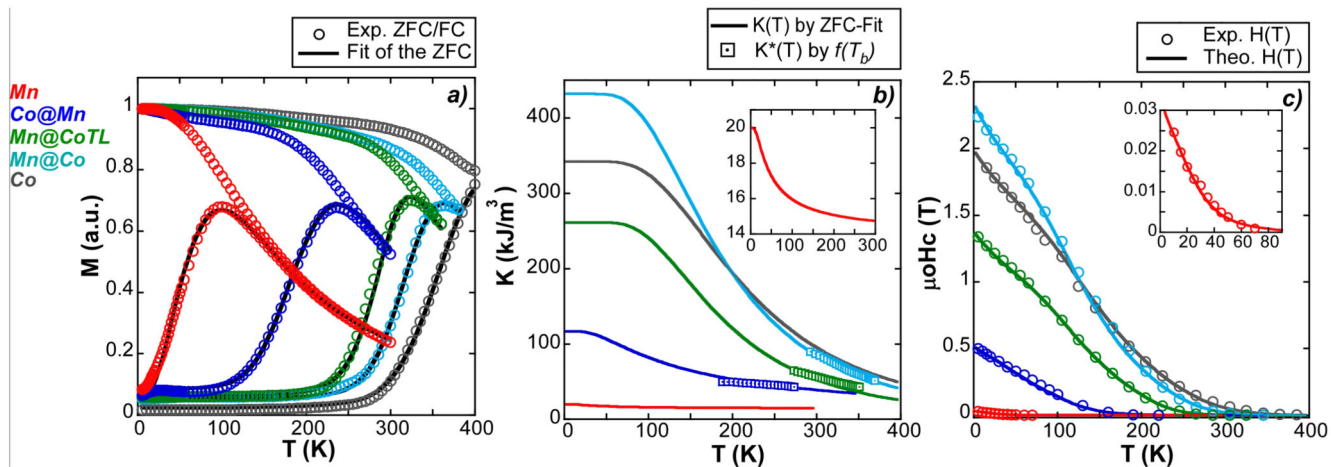 Exp. ZFC/FC
Fit of the ZFC
Mn
Co@Mn
Mn@CoTL
Mn@Co
Co
a)
M (a.u.)
1
0.8
0.6
0.4
0.2
0
0 50 100 150 200 250 300 350 400
T (K)
K(T) by ZFC-Fit
K*(T) by f(Tb)
b)
K (kJ/m³)
400
300
200
100
0
0 100 200 300 400
T (K)
20
18
16
14
0 100 200 300
Exp. H(T)
Theo. H(T)
c)
µoHc (T)
2.5
2
1.5
1
0.5
0
0 100 200 300 400
T (K)
0.03
0.02
0.01
0
0 20 40 60 80